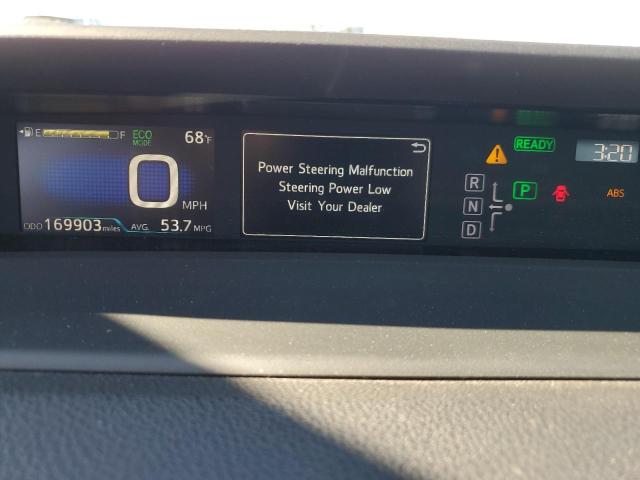 E F ECO MODE 68°F
0 MPH
ODO 169903 miles AVG. 53.7 MPG
Power Steering Malfunction
Steering Power Low
Visit Your Dealer
READY 3:20
R
N P ABS
D